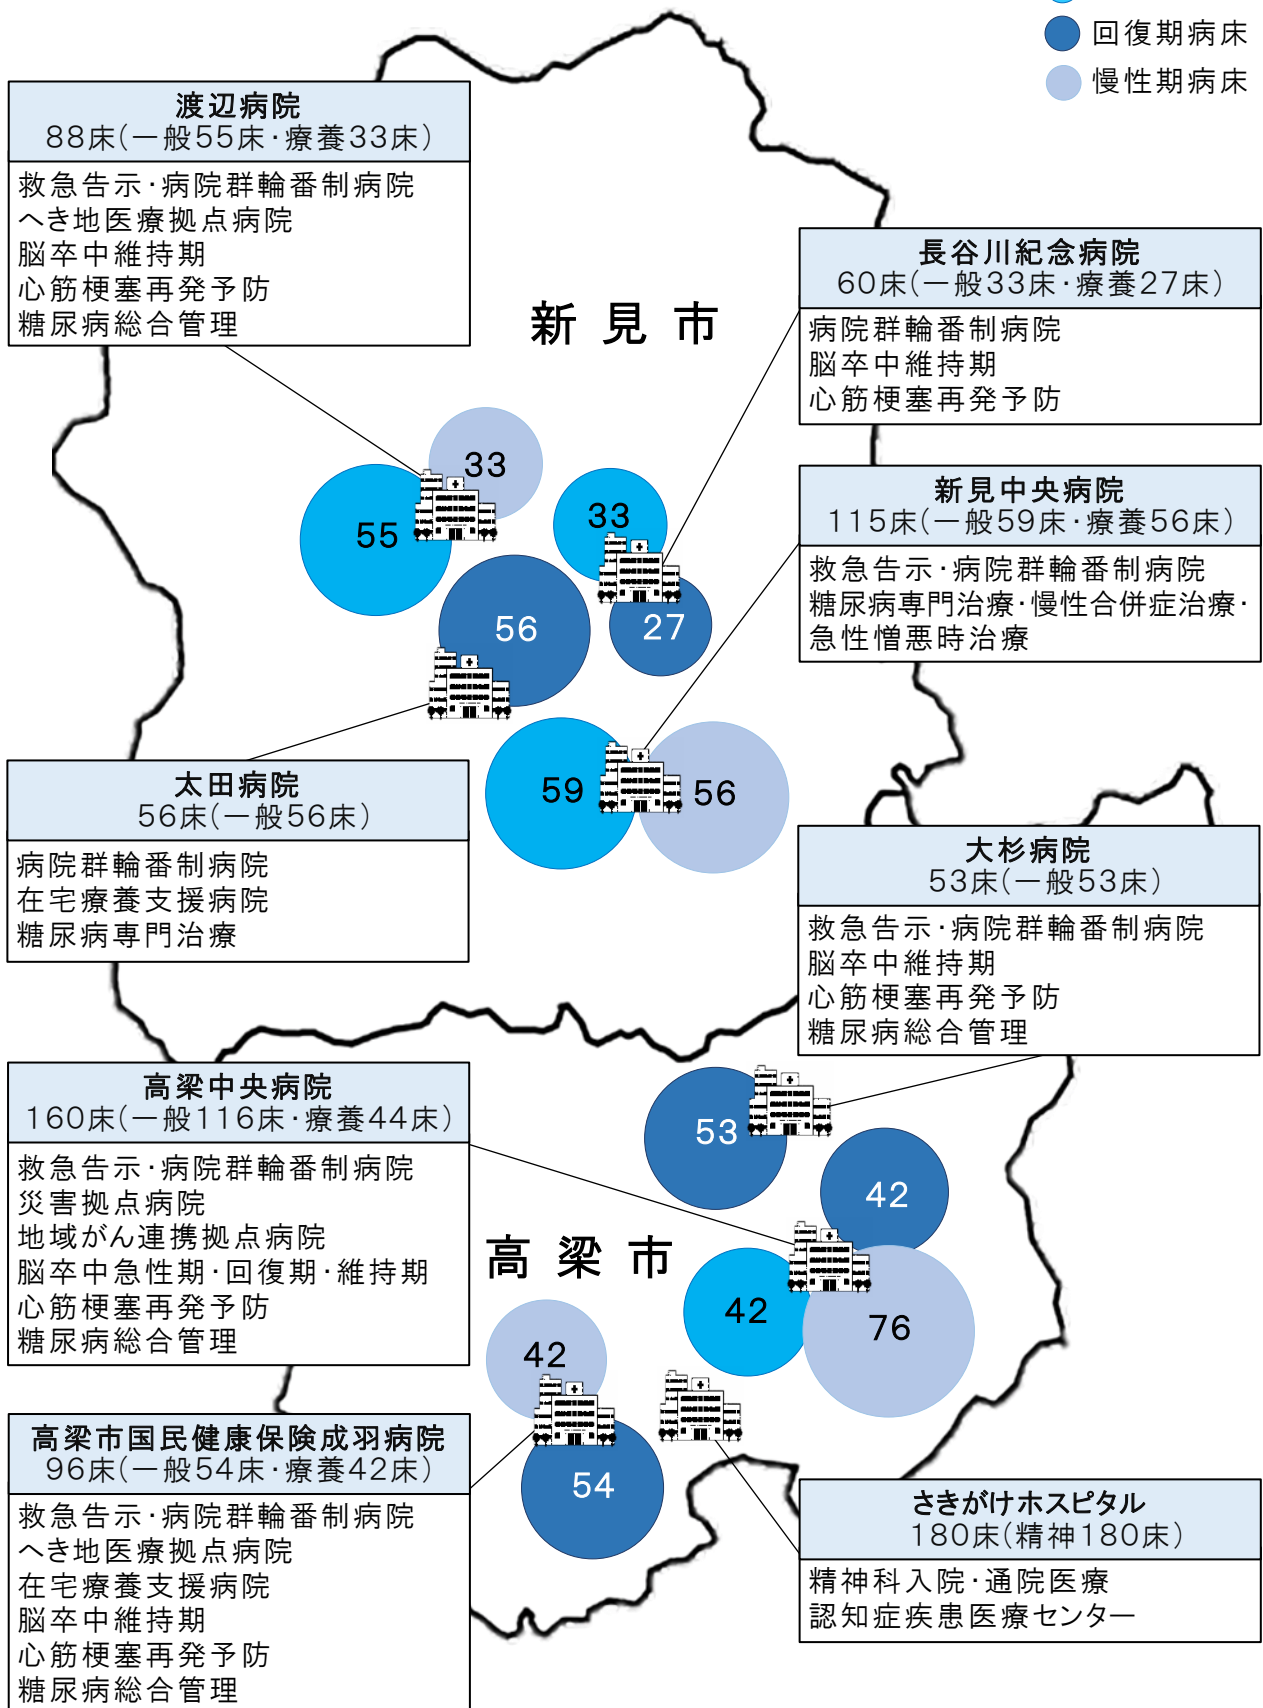 回復期病床
慢性期病床
渡辺病院
88床(一般55床・療養33床)
救急告示・病院群輪番制病院
へき地医療拠点病院
脳卒中維持期
心筋梗塞再発予防
糖尿病総合管理
長谷川紀念病院
60床(一般33床・療養27床)
病院群輪番制病院
脳卒中維持期
心筋梗塞再発予防
新見市
33
55
33
27
56
新見中央病院
115床(一般59床・療養56床)
救急告示・病院群輪番制病院
糖尿病専門治療・慢性合併症治療・
急性憎悪時治療
59
56
太田病院
56床(一般56床)
病院群輪番制病院
在宅療養支援病院
糖尿病専門治療
大杉病院
53床(一般53床)
救急告示・病院群輪番制病院
脳卒中維持期
心筋梗塞再発予防
糖尿病総合管理
高梁中央病院
160床(一般116床・療養44床)
救急告示・病院群輪番制病院
災害拠点病院
地域がん連携拠点病院
脳卒中急性期・回復期・維持期
心筋梗塞再発予防
糖尿病総合管理
53
42
高梁市
42
76
42
54
高梁市国民健康保険成羽病院
96床(一般54床・療養42床)
救急告示・病院群輪番制病院
へき地医療拠点病院
在宅療養支援病院
脳卒中維持期
心筋梗塞再発予防
糖尿病総合管理
さきがけホスピタル
180床(精神180床)
精神科入院・通院医療
認知症疾患医療センター